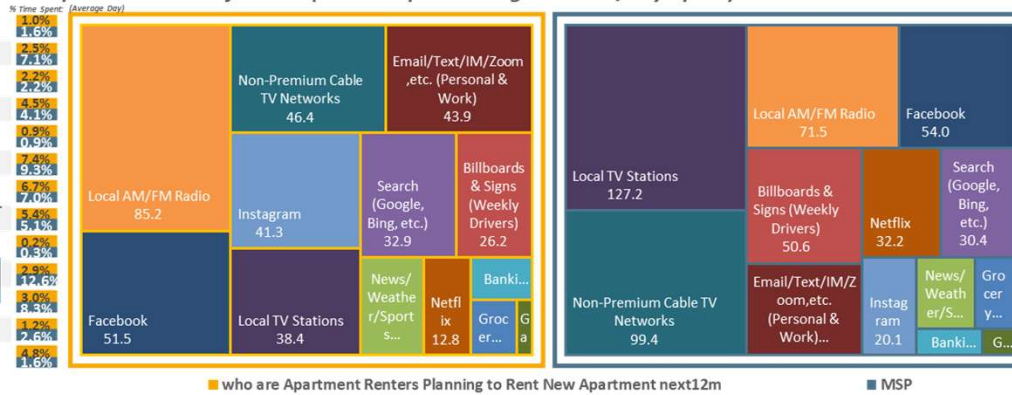 % Time Spent: (Average Day)
1.0%
1.6%
2.5%
7.1%
2.2%
2.2%
4.5%
4.1%
0.9%
0.9%
7.4%
9.3%
6.7%
7.0%
5.4%
5.1%
0.2%
0.3%
2.9%
12.6%
3.0%
8.3%
1.2%
2.6%
4.8%
1.6%
Local AM/FM Radio
85.2
Facebook
51.5
Non-Premium Cable
TV Networks
46.4
Email/Text/IM/Zoom
,etc. (Personal &
Work)
43.9
Instagram
41.3
Local TV Stations
38.4
Search
(Google,
Bing, etc.)
32.9
Billboards
& Signs
(Weekly
Drivers)
26.2
News/
Weathe
r/Sport
s...
Netfl
ix
12.8
Banki...
Groc
er...
G
a
Local TV Stations
127.2
Non-Premium Cable TV
Networks
99.4
Local AM/FM Radio
71.5
Facebook
54.0
Billboards &
Signs (Weekly
Drivers)
50.6
Email/Text/IM/Z
oom,etc.
(Personal &
Work)...
Netflix
32.2
Search
(Google,
Bing,
etc.)
30.4
Instag
ram
20.1
News/
Weath
er/S...
Gro
cer
y...
Banki...
G...
who are Apartment Renters Planning to Rent New Apartment next12m
MSP